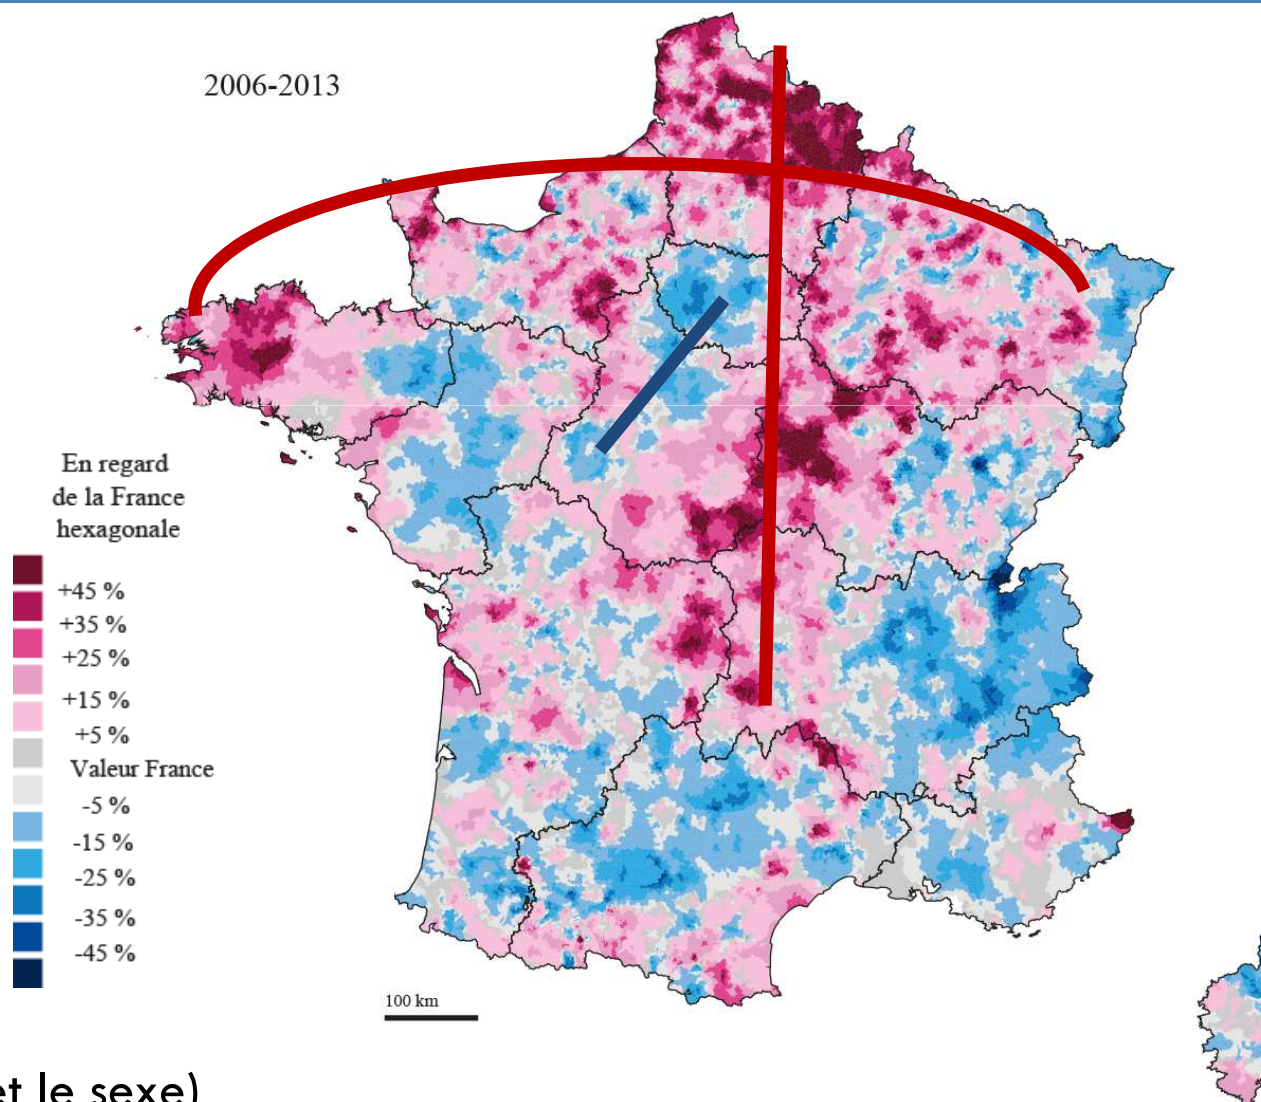 2006-2013
En regard
de la France
hexagonale
+45 %
+35 %
+25 %
+15 %
+5 %
Valeur France
-5 %
-15 %
-25 %
-35 %
-45 %
100 km
et le sexe)